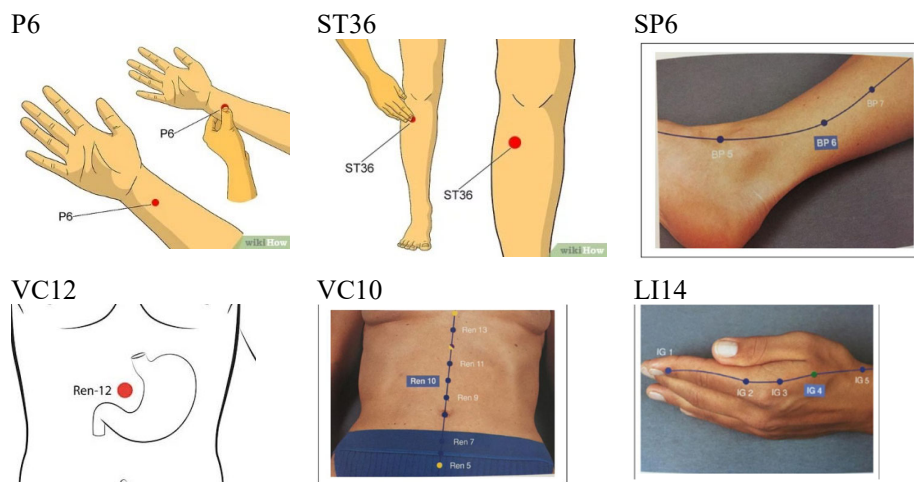 P6
ST36
SP6
P6
P6
wikiHow
ST36
ST36
wikiHow
BP 5
BP 6
BP 7
VC12
VC10
LI14
Ren-12
Ren 13
Ren 11
Ren 10
Ren 9
Ren 7
Ren 5
IG 1
IG 2
IG 3
IG 4
IG 5